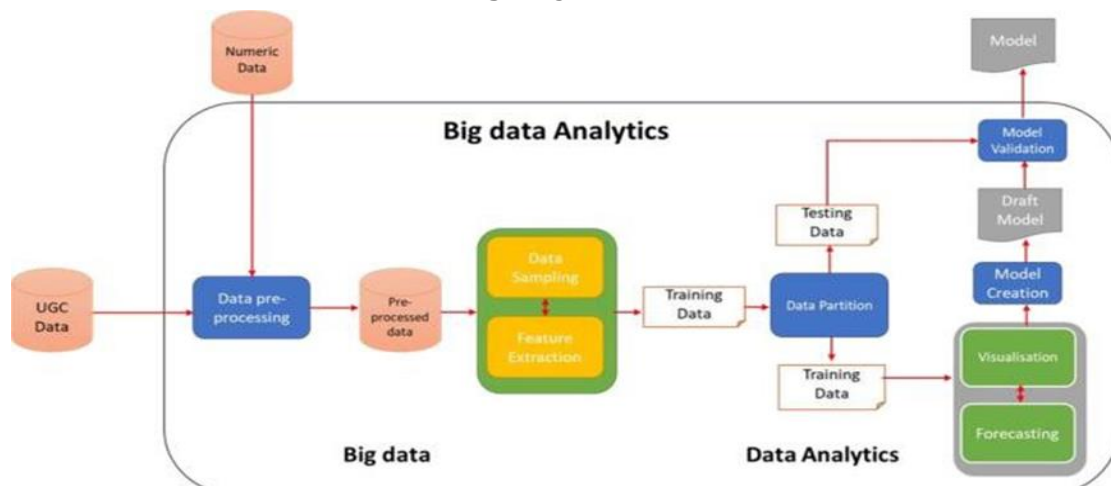 Numeric
Data
Model
Big data Analytics
Model
Validation
Testing
Data
Draft
Model
UGC
Data
Data pre-
processing
Pre-
processed
data
Data
Sampling
Feature
Extraction
Training
Data
Data Partition
Model
Creation
Training
Data
Visualisation
Forecasting
Big data
Data Analytics